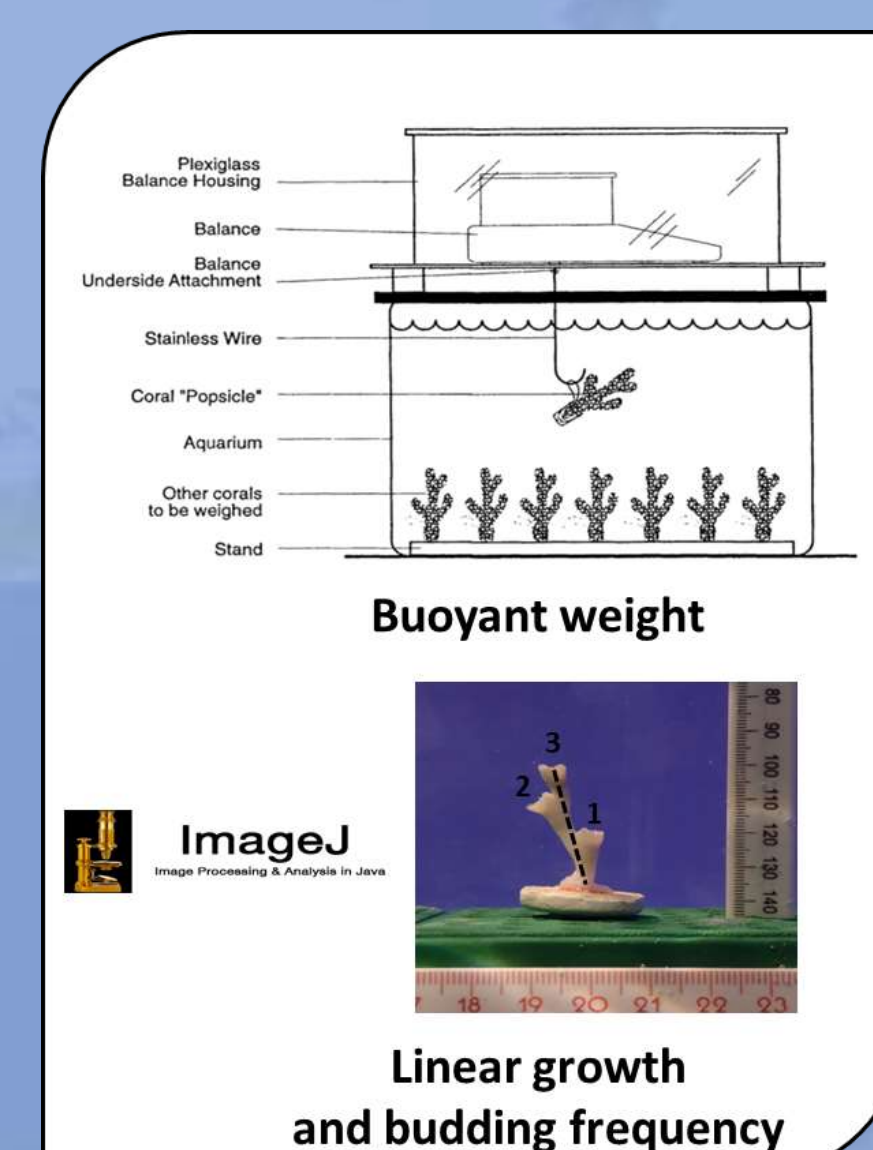 Plexiglass
Balance Housing
Balance
Balance
Underside Attachment
Stainless Wire
Coral "Popsicle"
Aquarium
Other corals
to be weighed
Stand
Buoyant weight
80
90
100
110
120
130
140
3
2
1
ImageJ
Image Processing & Analysis in Java
18 19 20 21 22 23
Linear growth
and budding frequency